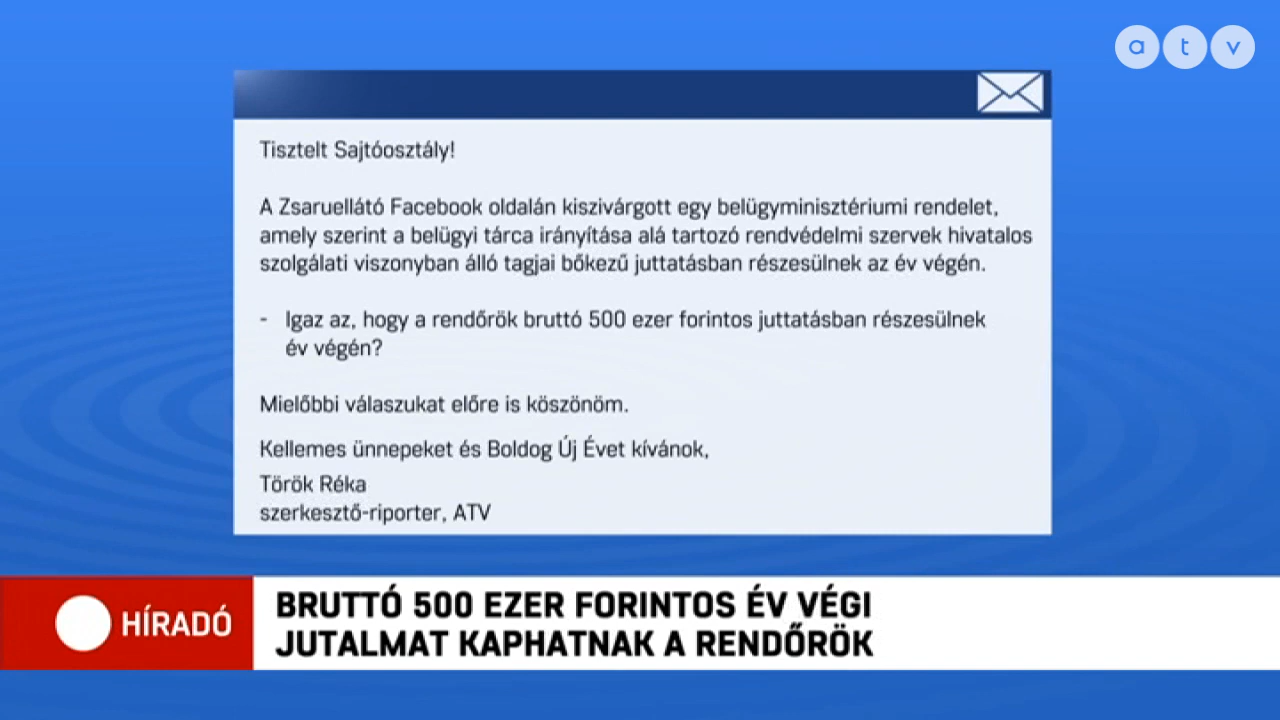 atv
Tisztelt Sajtóosztály!
A Zsaruellátó Facebook oldalán kiszivárgott egy belügyminisztériumi rendelet,
amely szerint a belügyi tárca irányítása alá tartozó rendvédelmi szervek hivatalos
szolgálati viszonyban álló tagjai bőkezű juttatásban részesülnek az év végén.
- Igaz az, hogy a rendőrök bruttó 500 ezer forintos juttatásban részesülnek
év végén?
Mielőbbi válaszukat előre is köszönöm.
Kellemes ünnepeket és Boldog Új Évet kívánok,
Török Réka
szerkesztő-riporter, ATV
HÍRADÓ
BRUTTÓ 500 EZER FORINTOS ÉV VÉGI
JUTALMAT KAPHATNAK A RENDŐRÖK